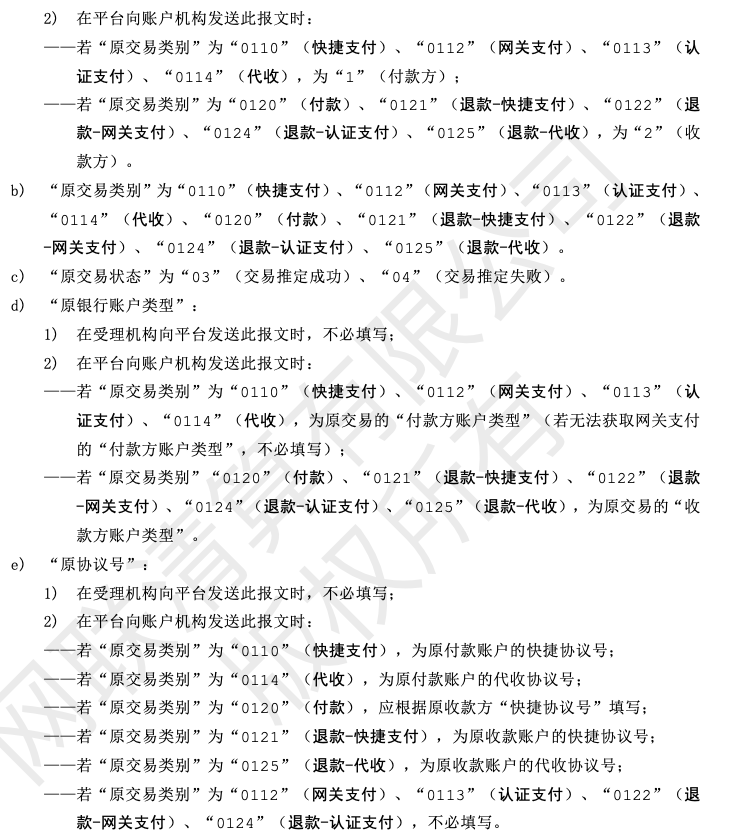 2） 在平台向账户机构发送此报文时：
——若“原交易类别”为“0110”（快捷支付）、“0112”（网关支付）、“0113”（认
证支付）、“0114”（代收），为“1”（付款方）；
——若“原交易类别”为“0120”（付款）、“0121”（退款-快捷支付）、“0122”（退
款-网关支付）、“0124”（退款-认证支付）、“0125”（退款-代收），为“2”（收
款方）。
b） “原交易类别”为“0110”（快捷支付）、“0112”（网关支付）、“0113”（认证支付）、
“0114”（代收）、“0120”（付款）、“0121”（退款-快捷支付）、“0122”（退款
-网关支付）、“0124”（退款-认证支付）、“0125”（退款-代收）。
c） “原交易状态”为“03”（交易推定成功）、“04”（交易推定失败）。
d） “原银行账户类型”：
1） 在受理机构向平台发送此报文时，不必填写；
2） 在平台向账户机构发送此报文时：
——若“原交易类别”为“0110”（快捷支付）、“0112”（网关支付）、“0113”（认
证支付）、“0114”（代收），为原交易的“付款方账户类型”（若无法获取网关支付
的“付款方账户类型”，不必填写）；
——若“原交易类别”“0120”（付款）、“0121”（退款-快捷支付）、“0122”（退款
-网关支付）、“0124”（退款-认证支付）、“0125”（退款-代收），为原交易的“收
款方账户类型”。
e） “原协议号”：
1） 在受理机构向平台发送此报文时，不必填写；
2） 在平台向账户机构发送此报文时：
——若“原交易类别”为“0110”（快捷支付），为原付款账户的快捷协议号；
——若“原交易类别”为“0114”（代收），为原付款账户的代收协议号；
——若“原交易类别”为“0120”（付款），应根据原收款方“快捷协议号”填写；
——若“原交易类别”为“0121”（退款-快捷支付），为原收款账户的快捷协议号；
——若“原交易类别”为“0125”（退款-代收），为原收款账户的代收协议号；
——若“原交易类别”为“0112”（网关支付）、“0113”（认证支付）、“0122”（退
款-网关支付）、“0124”（退款-认证支付），不必填写。
网联清算有限公司
版权所有